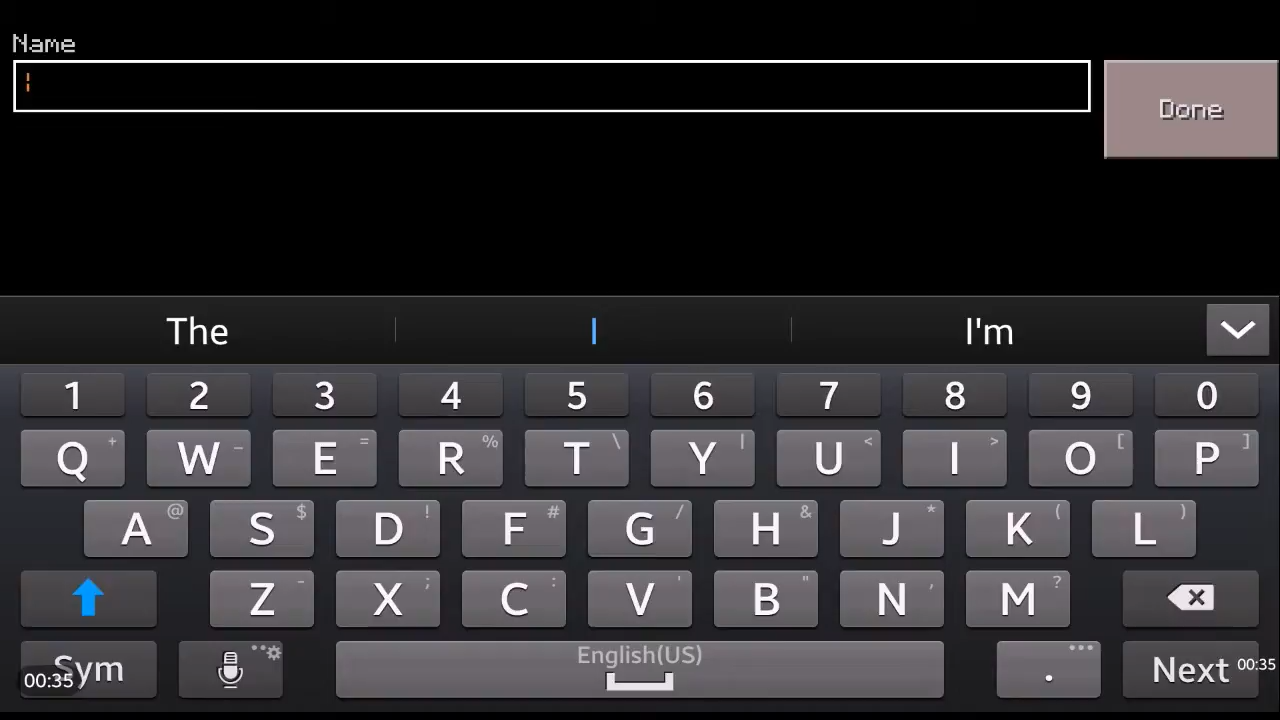 Name
Done
The I I'm
1 2 3 4 5 6 7 8 9 0
Q + W _ E = R % T \ Y | U < I > O [ P ]
A @ S $ D ! F # G / H & J * K ( L )
Z - X ; C : V ' B " N , M ?
Sym English(US) . ... Next
00:35 00:35